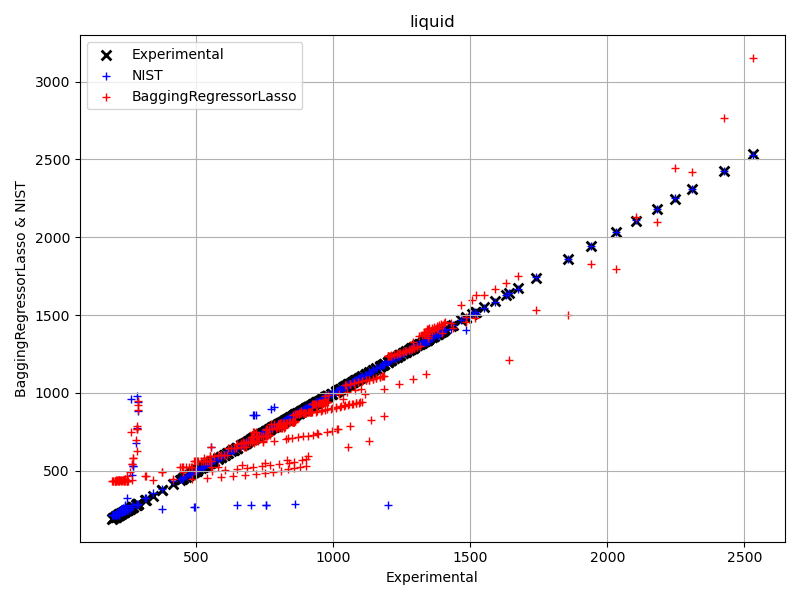 liquid
Experimental
NIST
BaggingRegressorLasso
3000
2500
2000
1500
1000
500
BaggingRegressorLasso & NIST
500 1000 1500 2000 2500
Experimental